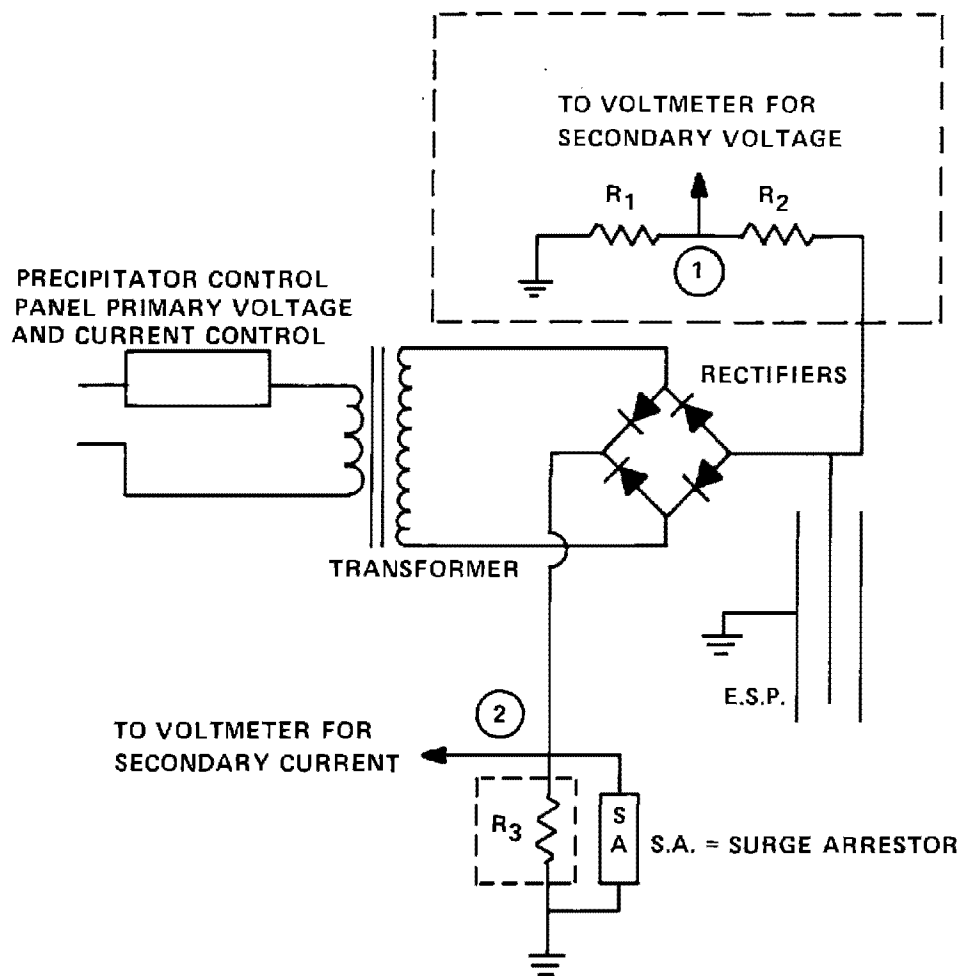 TO VOLTMETER FOR
SECONDARY VOLTAGE
R1
R2
1
PRECIPITATOR CONTROL
PANEL PRIMARY VOLTAGE
AND CURRENT CONTROL
RECTIFIERS
TRANSFORMER
E.S.P.
2
TO VOLTMETER FOR
SECONDARY CURRENT
R3
S
A
S.A. = SURGE ARRESTOR